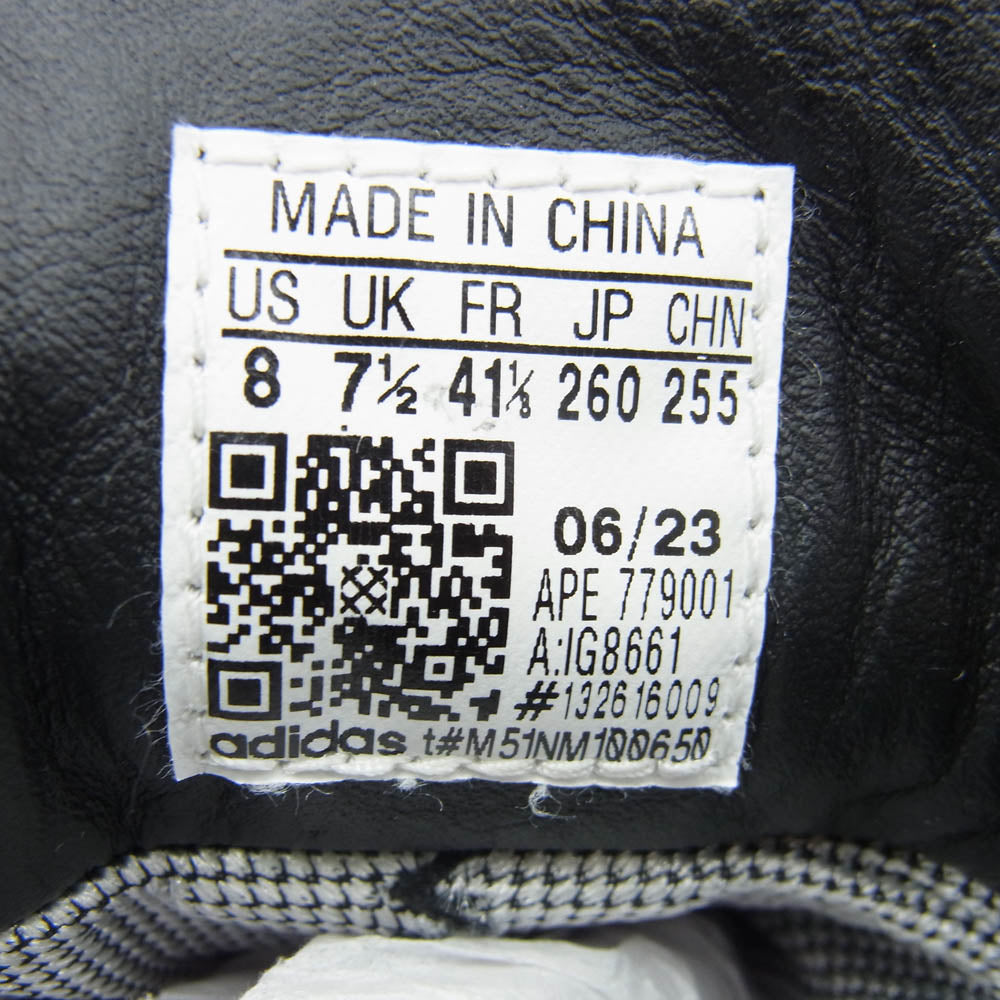 MADE IN CHINA
US UK FR JP CHN
8 7½ 41⅓ 260 255
06/23
APE 779001
A:IG8661
#132616009
adidas t#M51NM100650